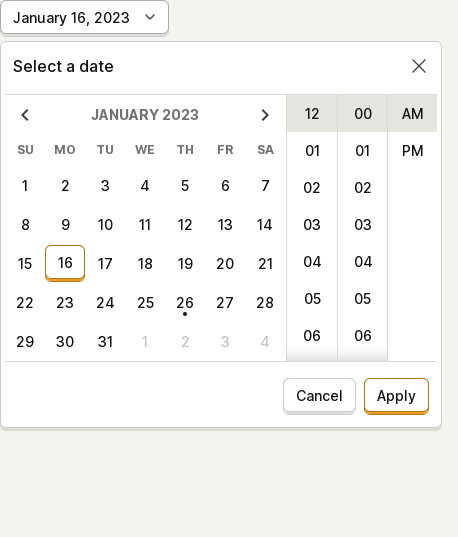 January 16, 2023
Select a date
JANUARY 2023 12 00 AM
SU MO TU WE TH FR SA 01 01 PM
1 2 3 4 5 6 7 02 02
8 9 10 11 12 13 14 03 03
15 16 17 18 19 20 21 04 04
22 23 24 25 26 27 28 05 05
29 30 31 1 2 3 4 06 06
Cancel Apply